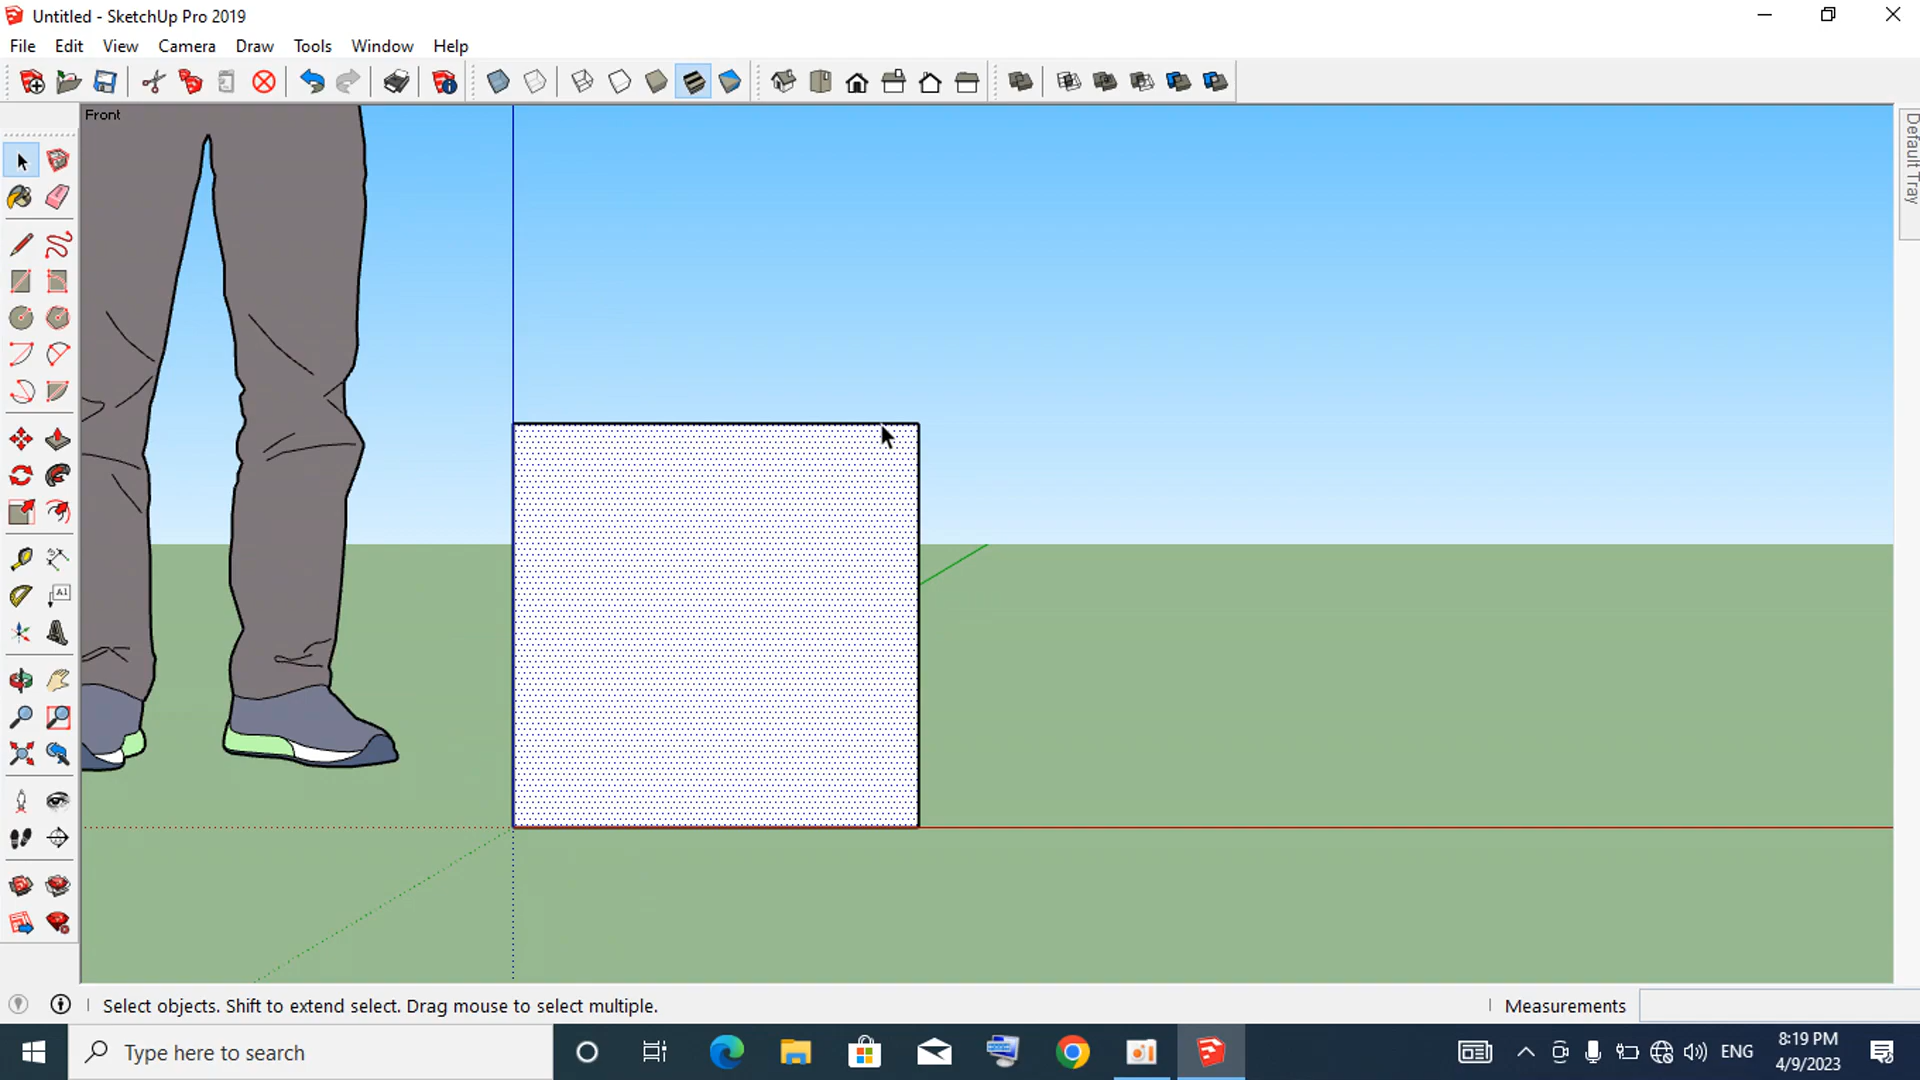 Untitled - SketchUp Pro 2019
File Edit View Camera Draw Tools Window Help
Front
Default Tray
A1
Select objects. Shift to extend select. Drag mouse to select multiple.
Measurements
Type here to search
ENG
8:19 PM
4/9/2023